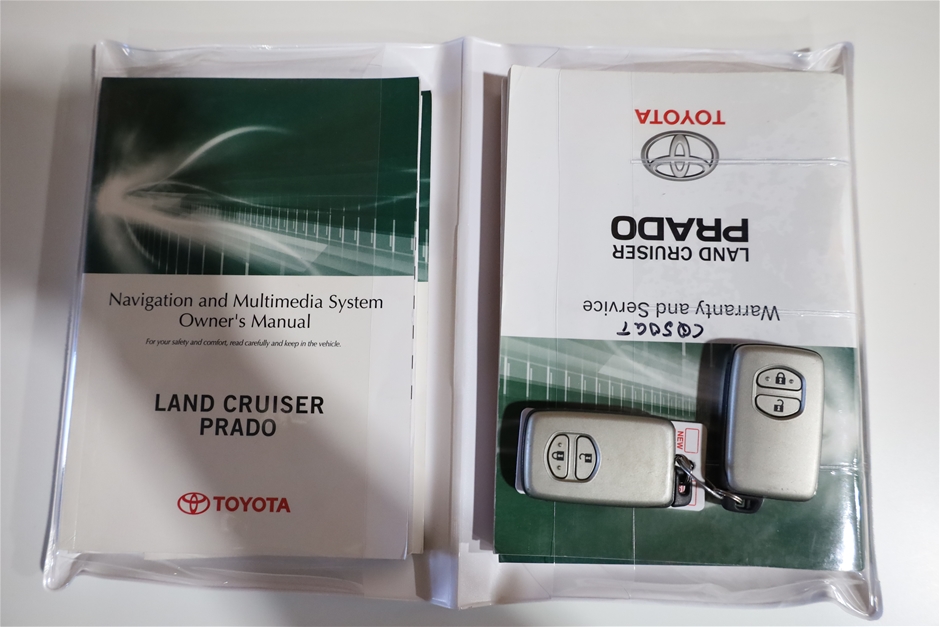 Navigation and Multimedia System
Owner's Manual
For your safety and comfort, read carefully and keep in the vehicle.
LAND CRUISER
PRADO
TOYOTA
TOYOTA
LAND CRUISER
PRADO
Warranty and Service
NEW